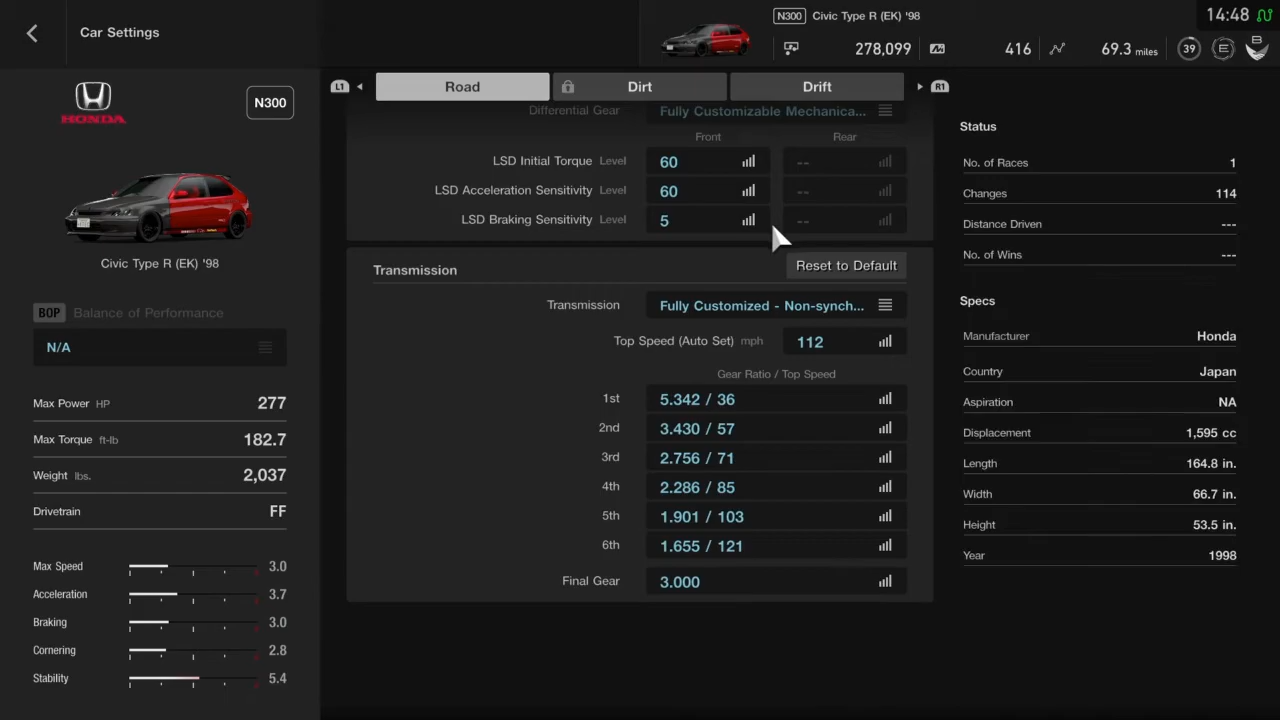 Car Settings
N300 Civic Type R (EK) '98
14:48
278,099 416 69.3 miles 39 E B
HONDA
N300
Civic Type R (EK) '98
BOP Balance of Performance
N/A
Max Power HP 277
Max Torque ft-lb 182.7
Weight lbs. 2,037
Drivetrain FF
Max Speed 3.0
Acceleration 3.7
Braking 3.0
Cornering 2.8
Stability 5.4
L1 Road Dirt Drift R1
Differential Gear Fully Customizable Mechanica...
Front Rear
LSD Initial Torque Level 60 --
LSD Acceleration Sensitivity Level 60 --
LSD Braking Sensitivity Level 5 --
Transmission Reset to Default
Transmission Fully Customized - Non-synch...
Top Speed (Auto Set) mph 112
Gear Ratio / Top Speed
1st 5.342 / 36
2nd 3.430 / 57
3rd 2.756 / 71
4th 2.286 / 85
5th 1.901 / 103
6th 1.655 / 121
Final Gear 3.000
Status
No. of Races 1
Changes 114
Distance Driven ---
No. of Wins ---
Specs
Manufacturer Honda
Country Japan
Aspiration NA
Displacement 1,595 cc
Length 164.8 in.
Width 66.7 in.
Height 53.5 in.
Year 1998